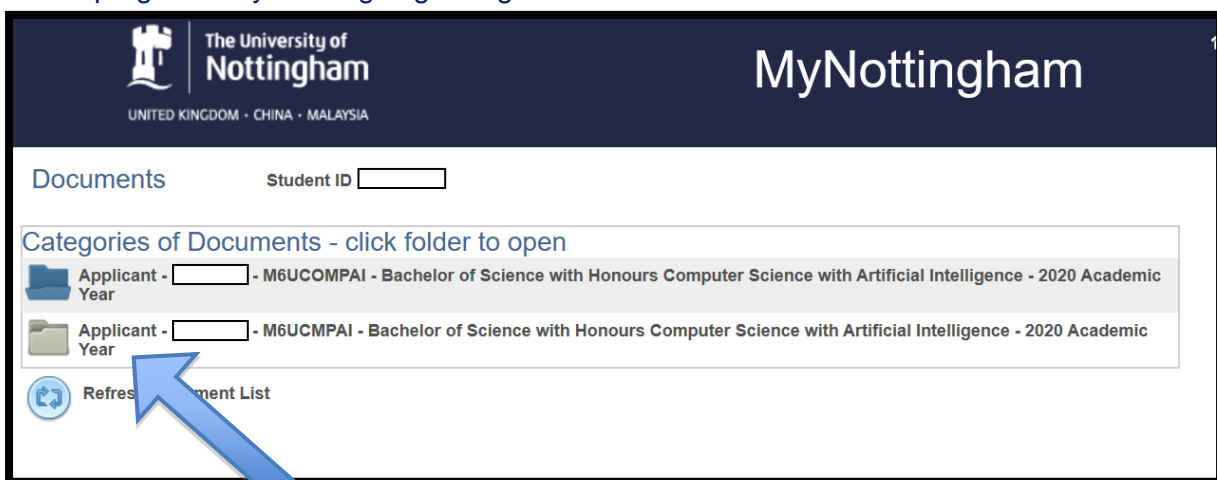 The University of
Nottingham
UNITED KINGDOM · CHINA · MALAYSIA
MyNottingham
1
Documents
Student ID
Categories of Documents - click folder to open
Applicant - - M6UCOMPAI - Bachelor of Science with Honours Computer Science with Artificial Intelligence - 2020 Academic
Year
Applicant - - M6UCMPAI - Bachelor of Science with Honours Computer Science with Artificial Intelligence - 2020 Academic
Year
List